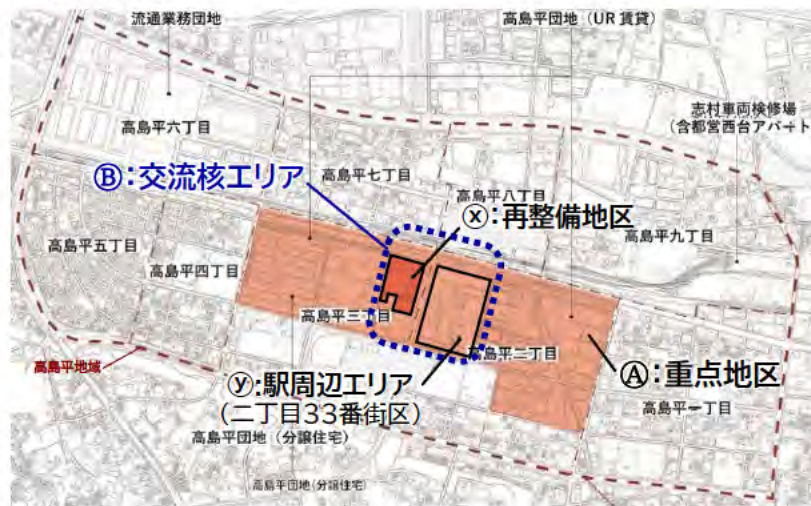 流通業務団地
高島平団地（UR 賃貸）
志村車両検修場
（含都営西台アパート
高島平六丁目
Ⓑ:交流核エリア
高島平七丁目
高島平八丁目
ⓧ:再整備地区
高島平九丁目
高島平五丁目
高島平四丁目
高島平三丁目
高島平二丁目
高島平地域
ⓨ:駅周辺エリア
（二丁目33番街区）
Ⓐ:重点地区
高島平一丁目
高島平団地（分譲住宅）
高島平団地(分譲住宅)